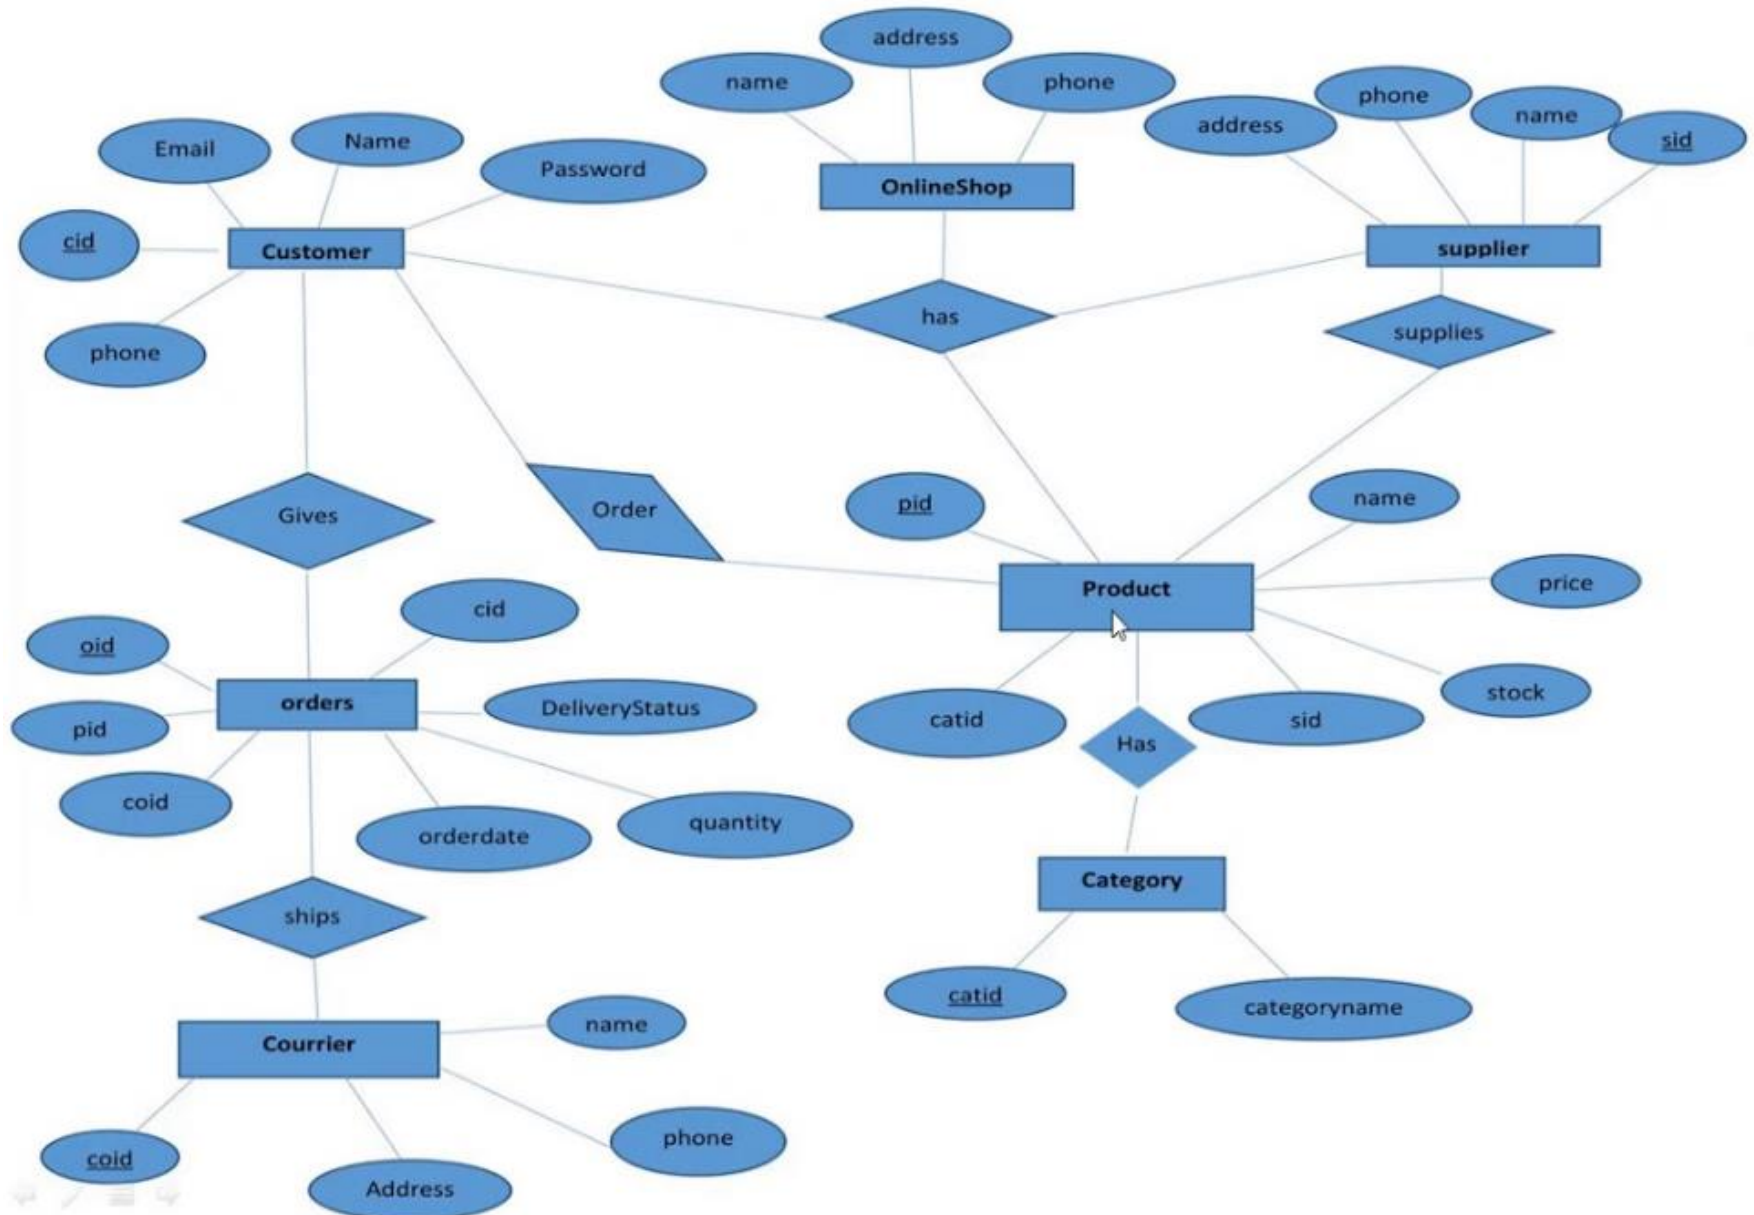 address
name
phone
phone
address
name
sid
Email
Name
Password
OnlineShop
cid
Customer
supplier
phone
has
supplies
Gives
Order
pid
name
Product
price
oid
cid
pid
orders
DeliveryStatus
stock
catid
Has
sid
coid
orderdate
quantity
Category
ships
catid
categoryname
Courrier
name
coid
Address
phone